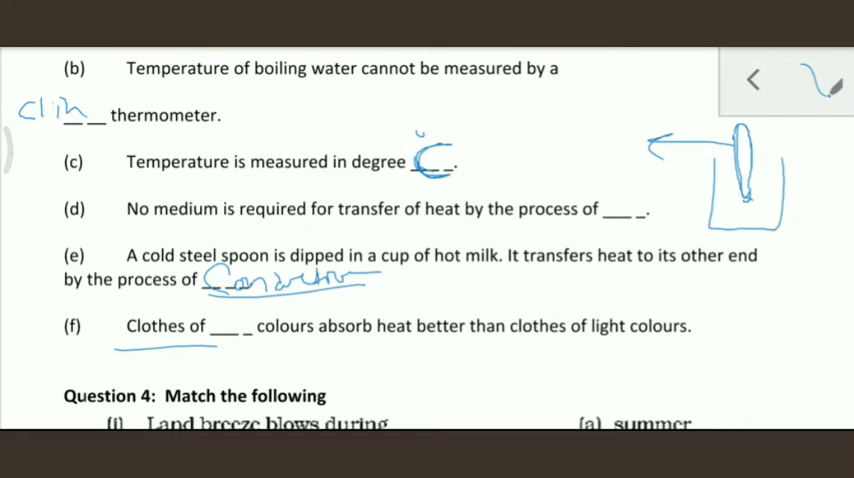 (b) Temperature of boiling water cannot be measured by a
Clin__ __ thermometer.
(c) Temperature is measured in degree °C__ _.
(d) No medium is required for transfer of heat by the process of ___ _.
(e) A cold steel spoon is dipped in a cup of hot milk. It transfers heat to its other end
by the process of Conduction
(f) Clothes of ___ _ colours absorb heat better than clothes of light colours.
Question 4: Match the following
(i) Land breeze blows during (a) summer